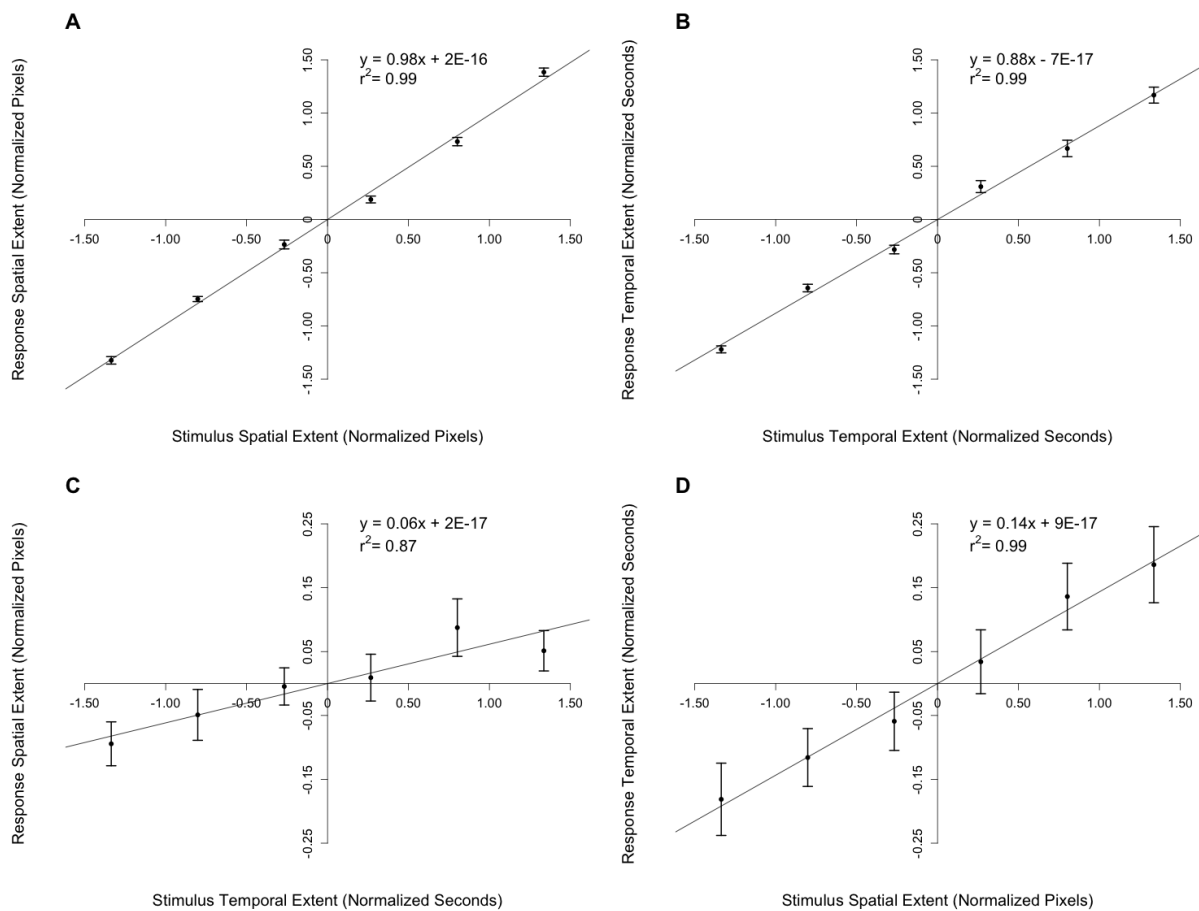 A
y = 0.98x + 2E-16
r2= 0.99
Response Spatial Extent (Normalized Pixels)
1.50
1.00
0.50
0
-0.50
-1.00
-1.50
-1.50 -1.00 -0.50 0 0.50 1.00 1.50
Stimulus Spatial Extent (Normalized Pixels)
B
y = 0.88x - 7E-17
r2= 0.99
Response Temporal Extent (Normalized Seconds)
1.50
1.00
0.50
0
-0.50
-1.00
-1.50
-1.50 -1.00 -0.50 0 0.50 1.00 1.50
Stimulus Temporal Extent (Normalized Seconds)
C
y = 0.06x + 2E-17
r2= 0.87
Response Spatial Extent (Normalized Pixels)
0.25
0.15
0.05
-0.05
-0.15
-0.25
-1.50 -1.00 -0.50 0 0.50 1.00 1.50
Stimulus Temporal Extent (Normalized Seconds)
D
y = 0.14x + 9E-17
r2= 0.99
Response Temporal Extent (Normalized Seconds)
0.25
0.15
0.05
-0.05
-0.15
-0.25
-1.50 -1.00 -0.50 0 0.50 1.00 1.50
Stimulus Spatial Extent (Normalized Pixels)